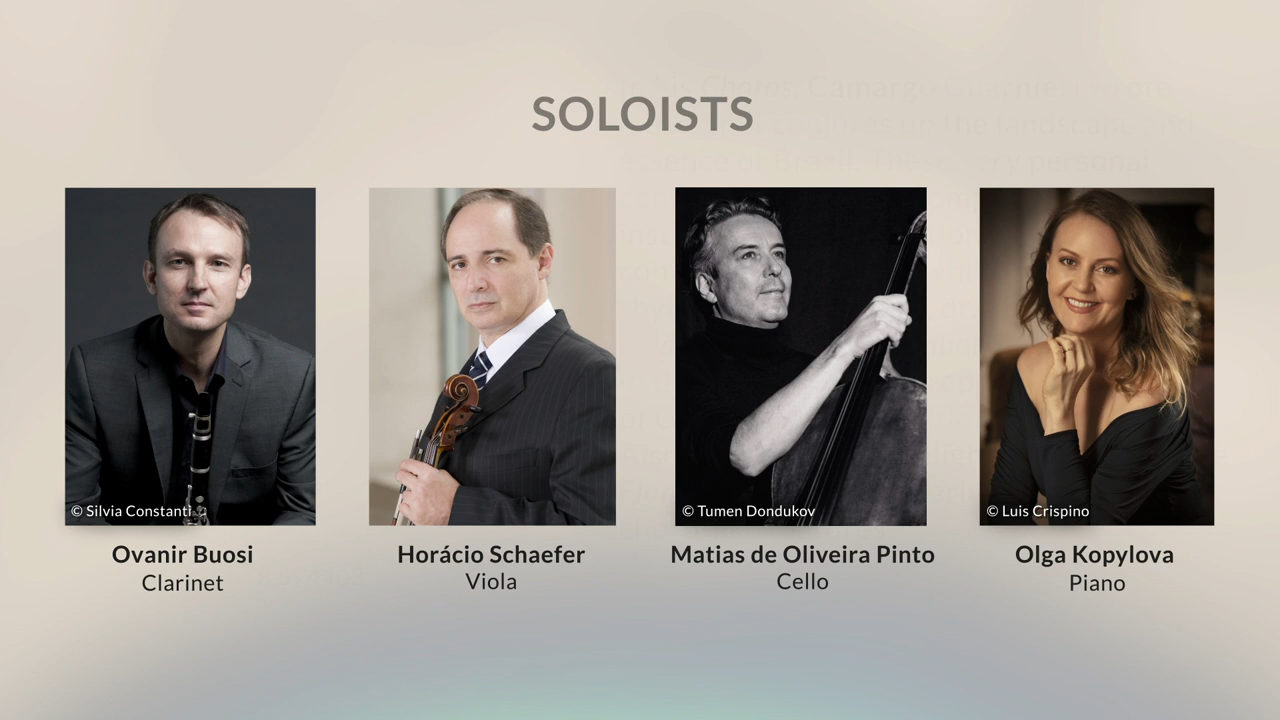 SOLOISTS
© Silvia Constanti
© Tumen Dondukov
© Luis Crispino
Ovanir Buosi
Clarinet
Horácio Schaefer
Viola
Matias de Oliveira Pinto
Cello
Olga Kopylova
Piano